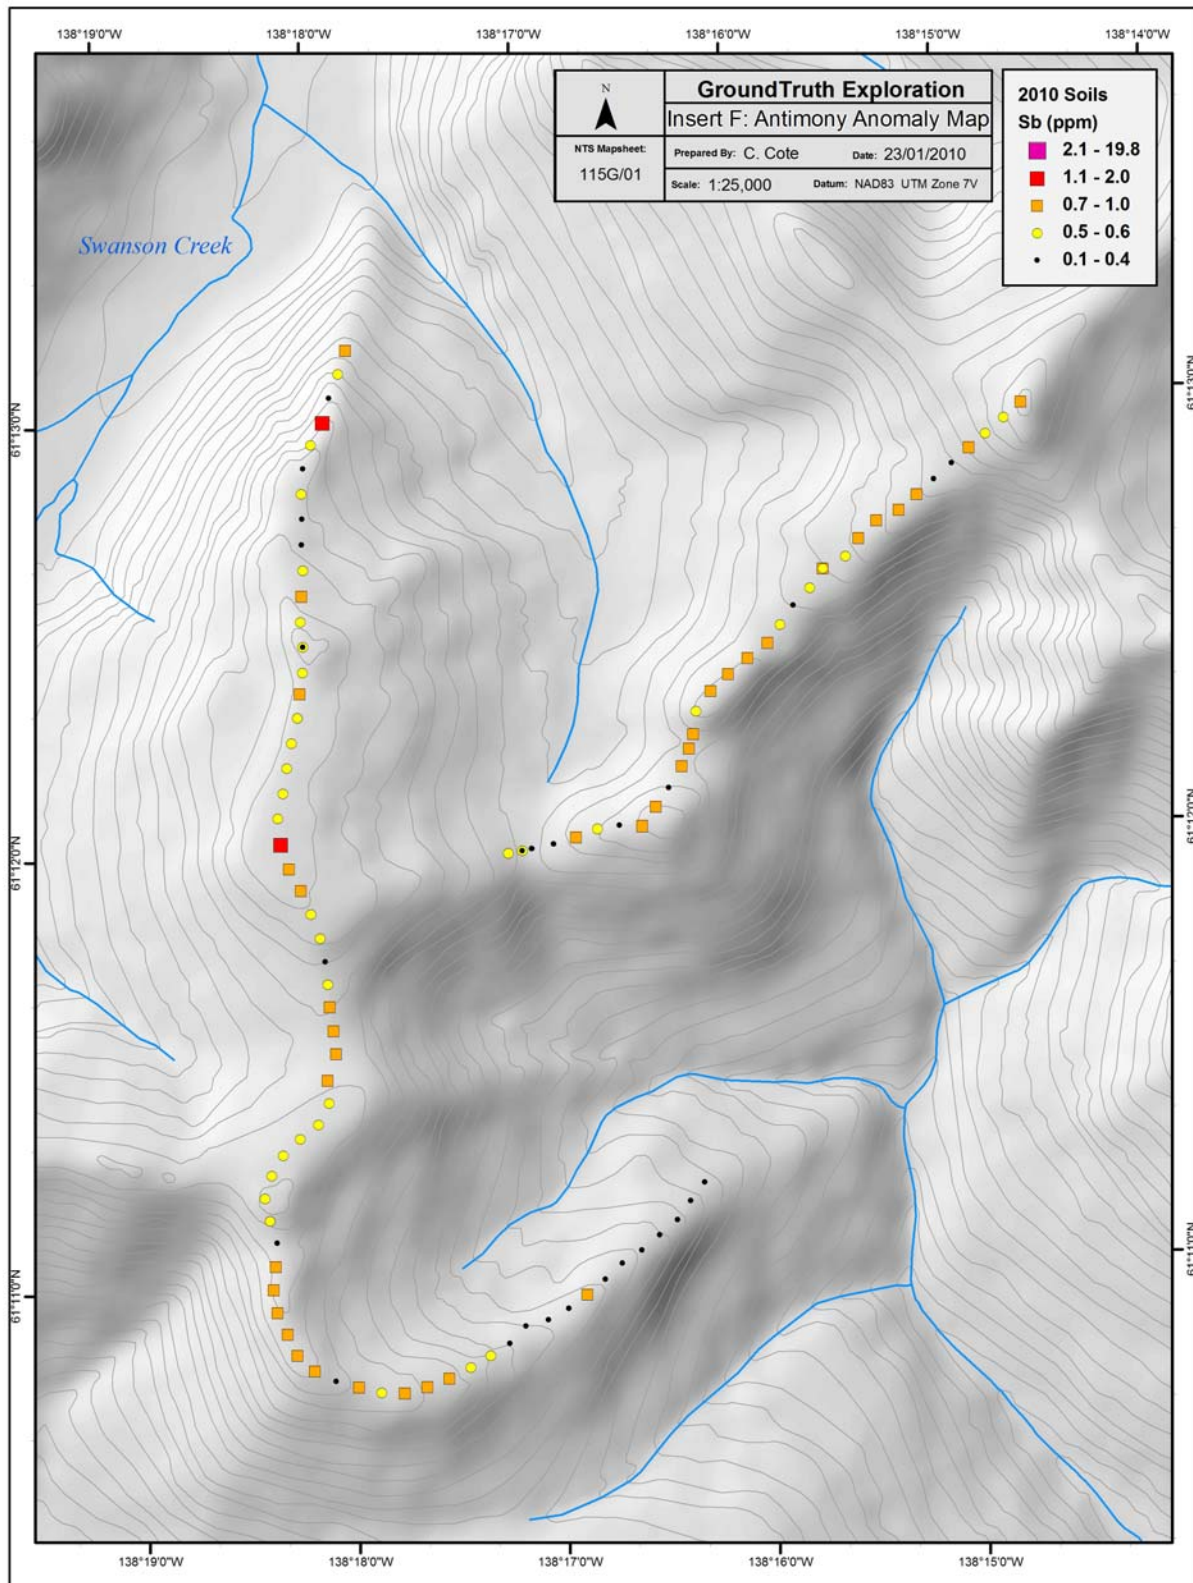 138°19'0"W 138°18'0"W 138°17'0"W 138°16'0"W 138°15'0"W 138°14'0"W
N
NTS Mapsheet:
115G/01
GroundTruth Exploration
Insert F: Antimony Anomaly Map
Prepared By: C. Cote Date: 23/01/2010
Scale: 1:25,000 Datum: NAD83 UTM Zone 7V
2010 Soils
Sb (ppm)
2.1 - 19.8
1.1 - 2.0
0.7 - 1.0
0.5 - 0.6
0.1 - 0.4
Swanson Creek
61°13'0"N
61°13'0"N
61°12'0"N
61°12'0"N
61°11'0"N
61°11'0"N
138°19'0"W 138°18'0"W 138°17'0"W 138°16'0"W 138°15'0"W